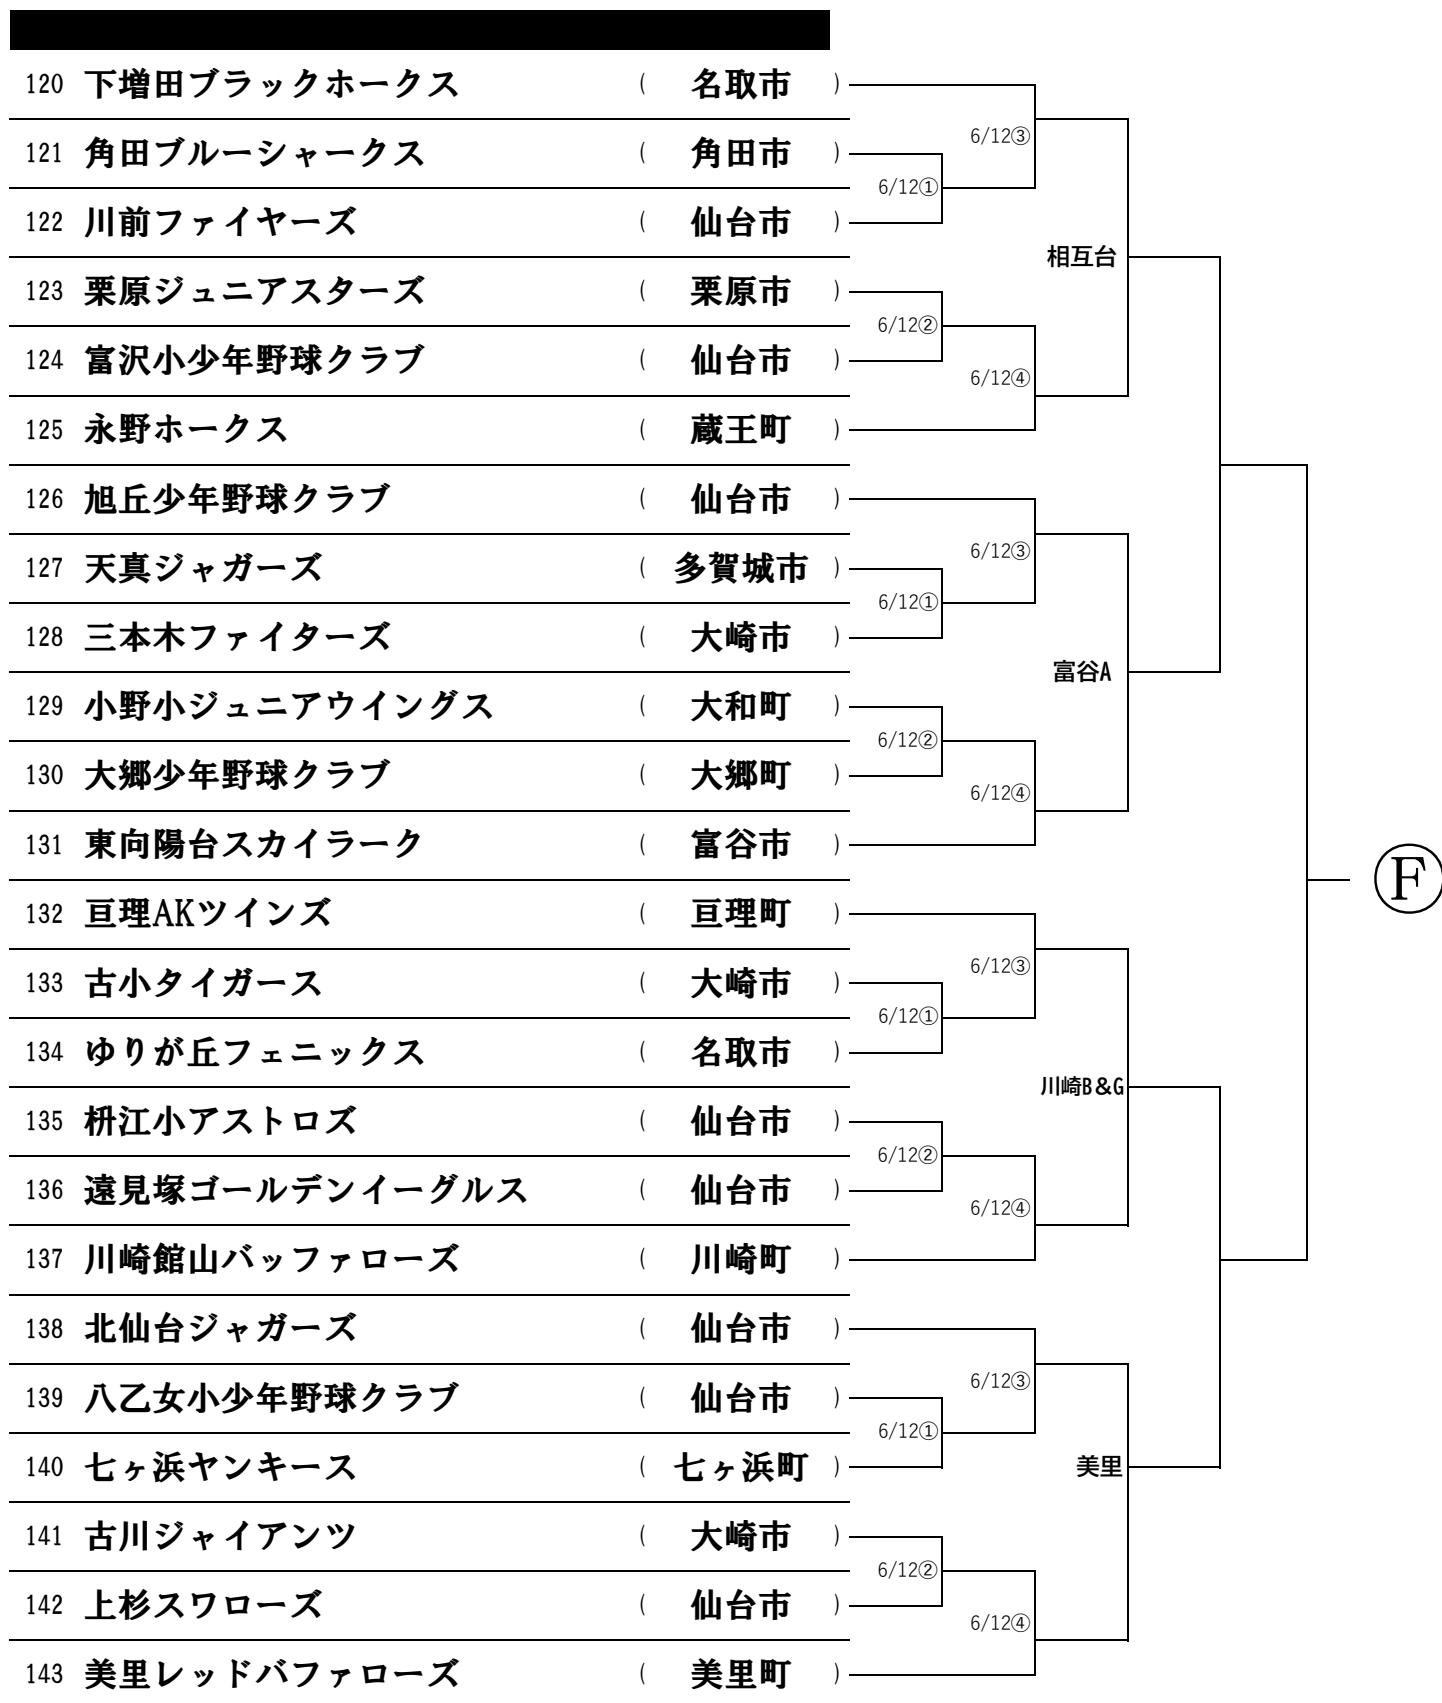 120 下増田ブラックホークス ( 名取市 )
6/12③
121 角田ブルーシャークス ( 角田市 )
6/12①
122 川前ファイヤーズ ( 仙台市 )
相互台
123 栗原ジュニアスターズ ( 栗原市 )
6/12②
124 富沢小少年野球クラブ ( 仙台市 )
6/12④
125 永野ホークス ( 蔵王町 )
126 旭丘少年野球クラブ ( 仙台市 )
6/12③
127 天真ジャガーズ ( 多賀城市 )
6/12①
128 三本木ファイターズ ( 大崎市 )
富谷A
129 小野小ジュニアウイングス ( 大和町 )
6/12②
130 大郷少年野球クラブ ( 大郷町 )
6/12④
131 東向陽台スカイラーク ( 富谷市 )
Ⓕ
132 亘理AKツインズ ( 亘理町 )
6/12③
133 古小タイガース ( 大崎市 )
6/12①
134 ゆりが丘フェニックス ( 名取市 )
川崎B&G
135 枡江小アストロズ ( 仙台市 )
6/12②
136 遠見塚ゴールデンイーグルス ( 仙台市 )
6/12④
137 川崎館山バッファローズ ( 川崎町 )
138 北仙台ジャガーズ ( 仙台市 )
6/12③
139 八乙女小少年野球クラブ ( 仙台市 )
6/12①
140 七ヶ浜ヤンキース ( 七ヶ浜町 )
美里
141 古川ジャイアンツ ( 大崎市 )
6/12②
142 上杉スワローズ ( 仙台市 )
6/12④
143 美里レッドバファローズ ( 美里町 )